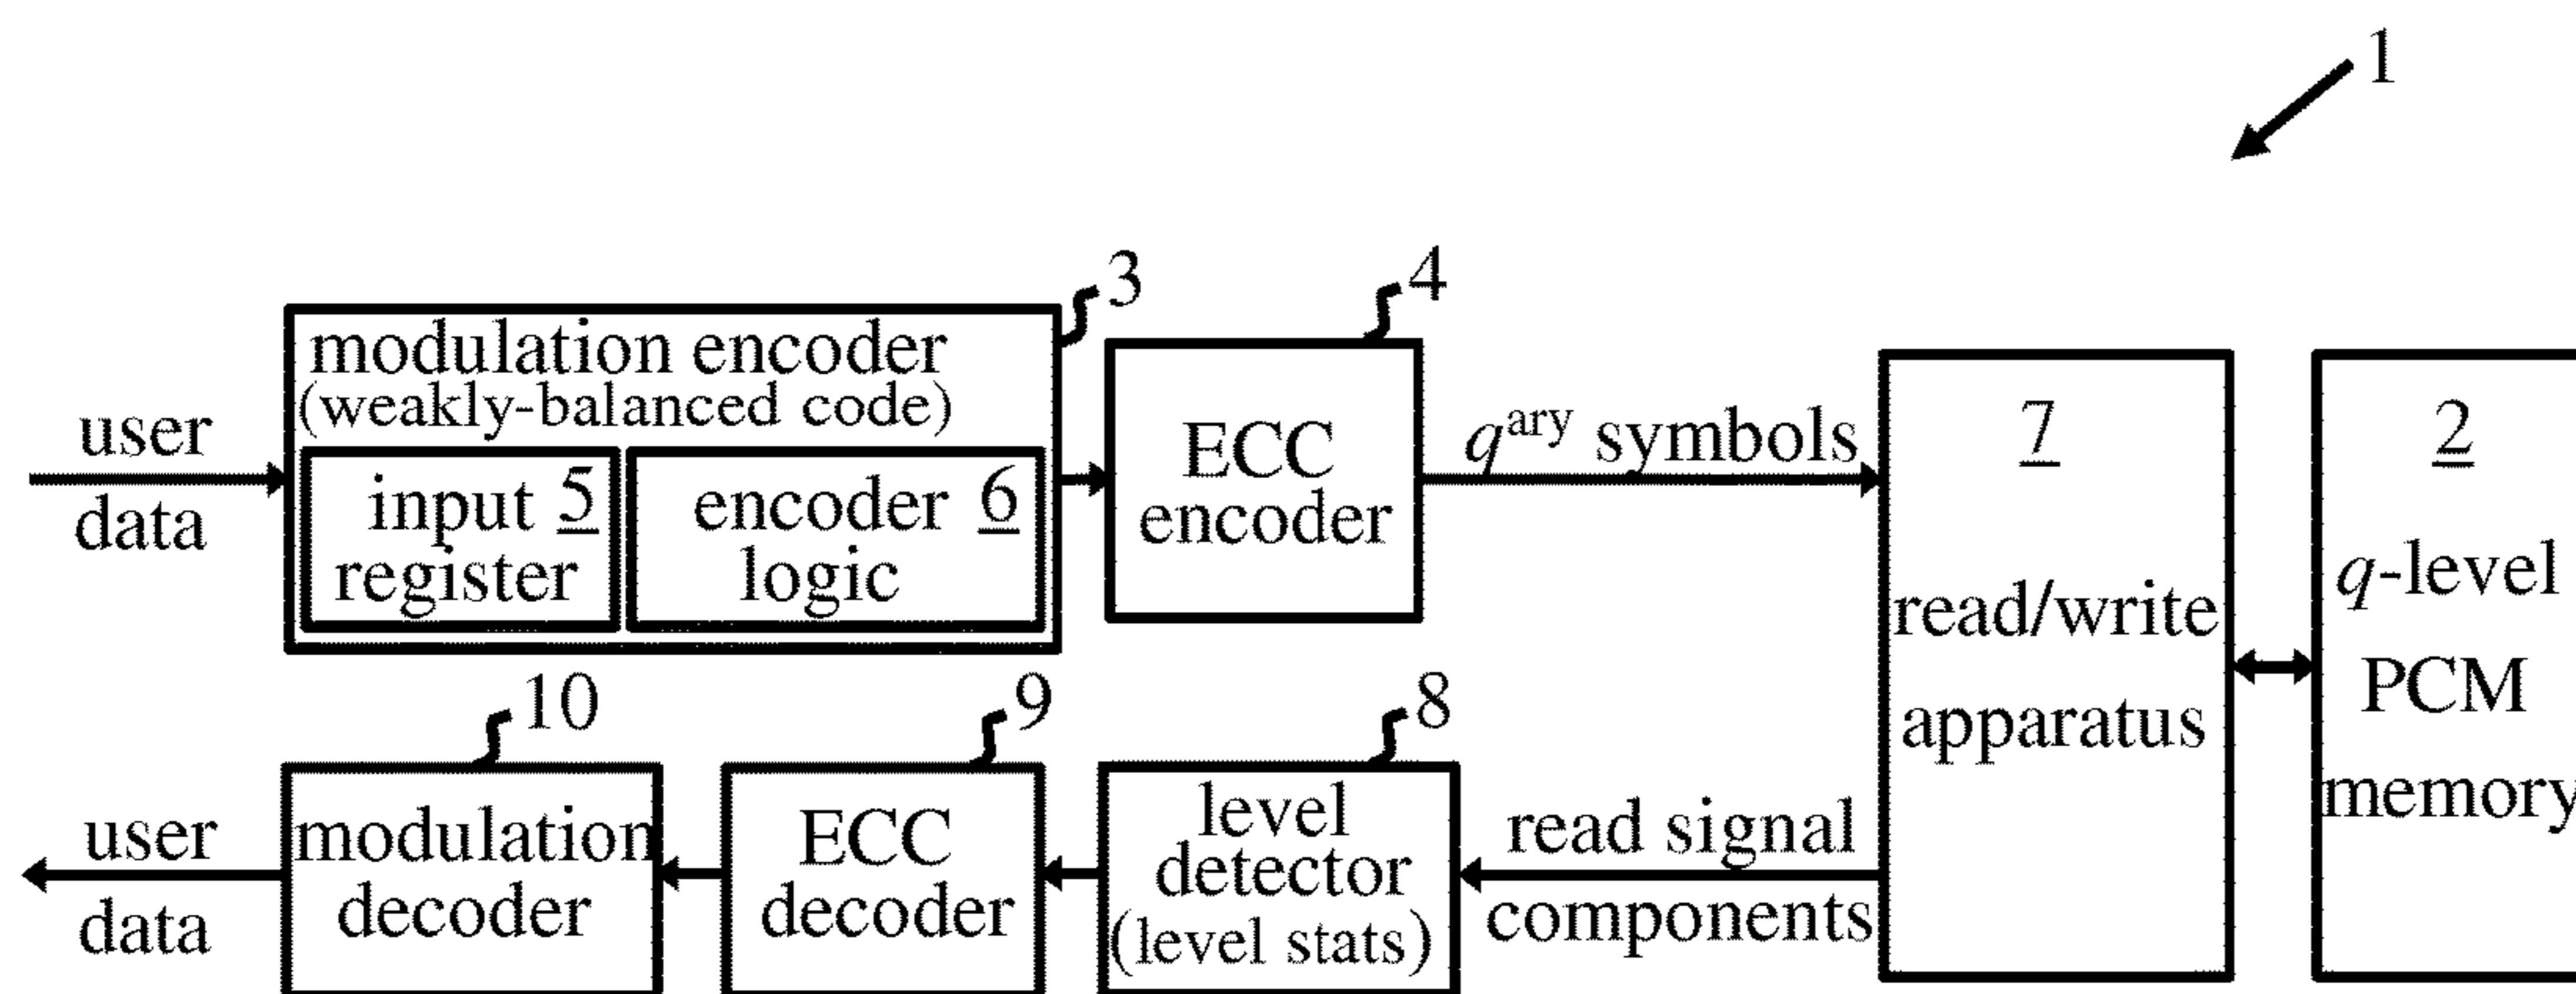 1
3
4
modulation encoder
(weakly-balanced code)
user
data
input 5
register
encoder 6
logic
ECC
encoder
qary symbols
7
read/write
apparatus
2
q-level
PCM
memory
10
9
8
user
data
modulation
decoder
ECC
decoder
level
detector
(level stats)
read signal
components